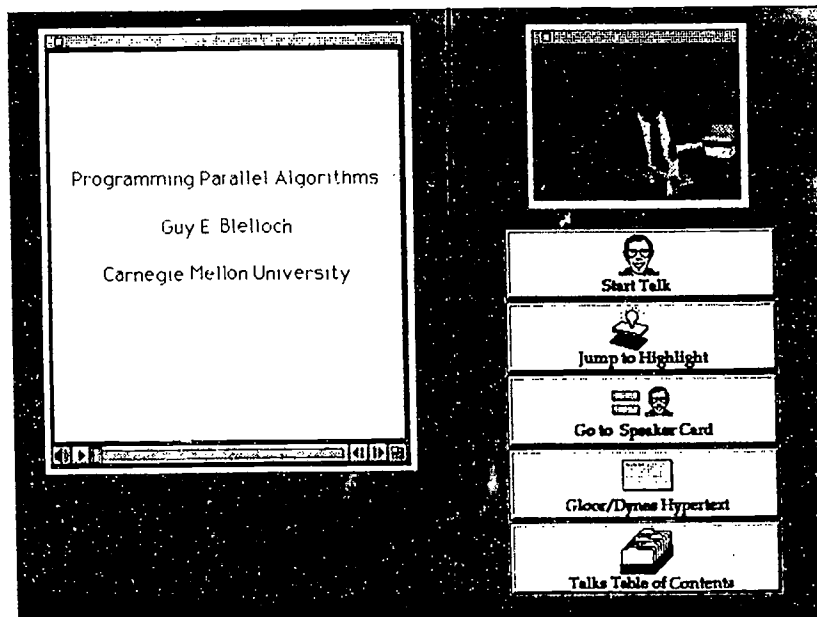 Programming Parallel Algorithms
Guy E Blelloch
Carnegie Mellon University
Start Talk
Jump to Highlight
Go to Speaker Card
Gloor/Dynes Hypertext
Talks Table of Contents